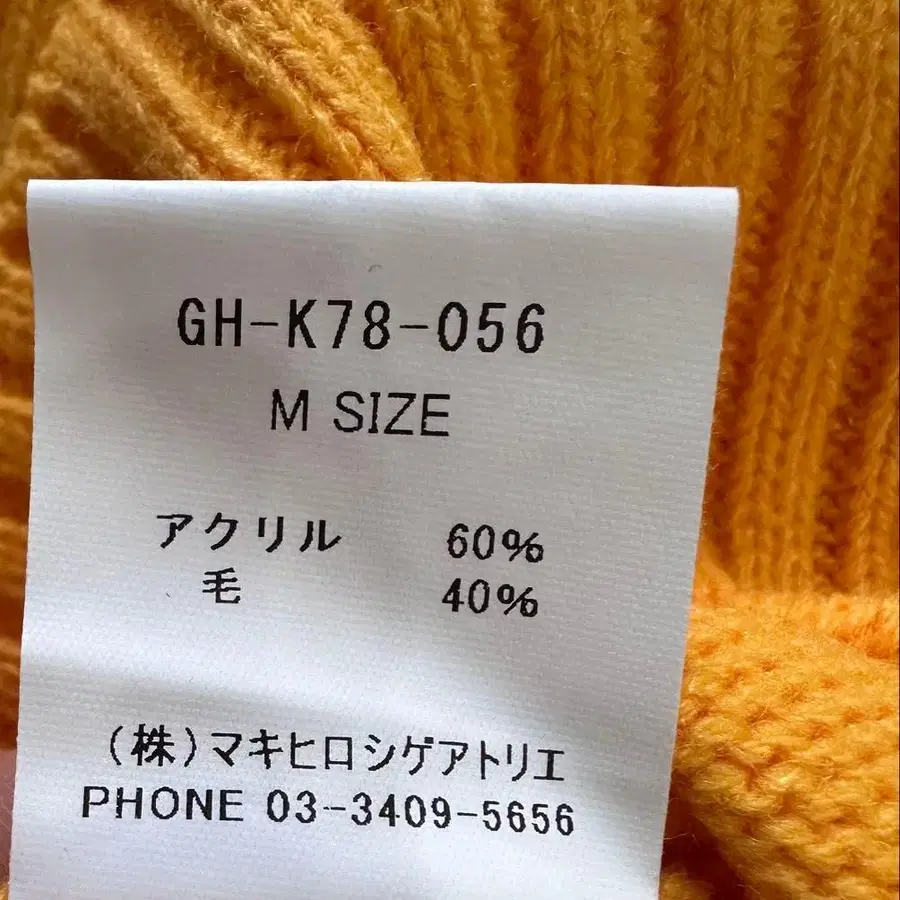 GH-K78-056
M SIZE
アクリル 60%
毛 40%
(株)マキヒロシゲアトリエ
PHONE 03-3409-5656